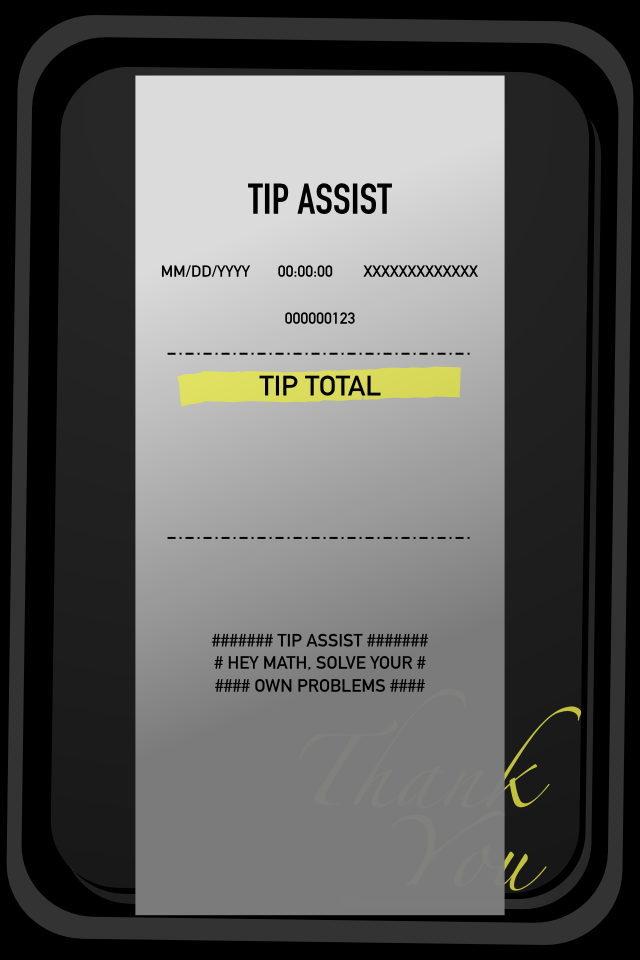 TIP ASSIST
MM/DD/YYYY 00:00:00 XXXXXXXXXXXXX
000000123
TIP TOTAL
####### TIP ASSIST #######
# HEY MATH, SOLVE YOUR #
#### OWN PROBLEMS ####
Thank
You